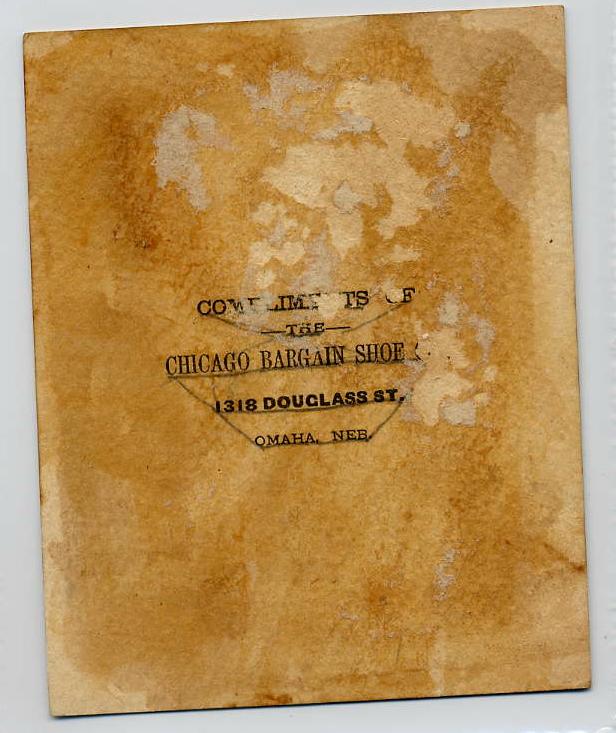 COMPLIMENTS OF
—THE—
CHICAGO BARGAIN SHOE
1318 DOUGLASS ST.
OMAHA, NEB.